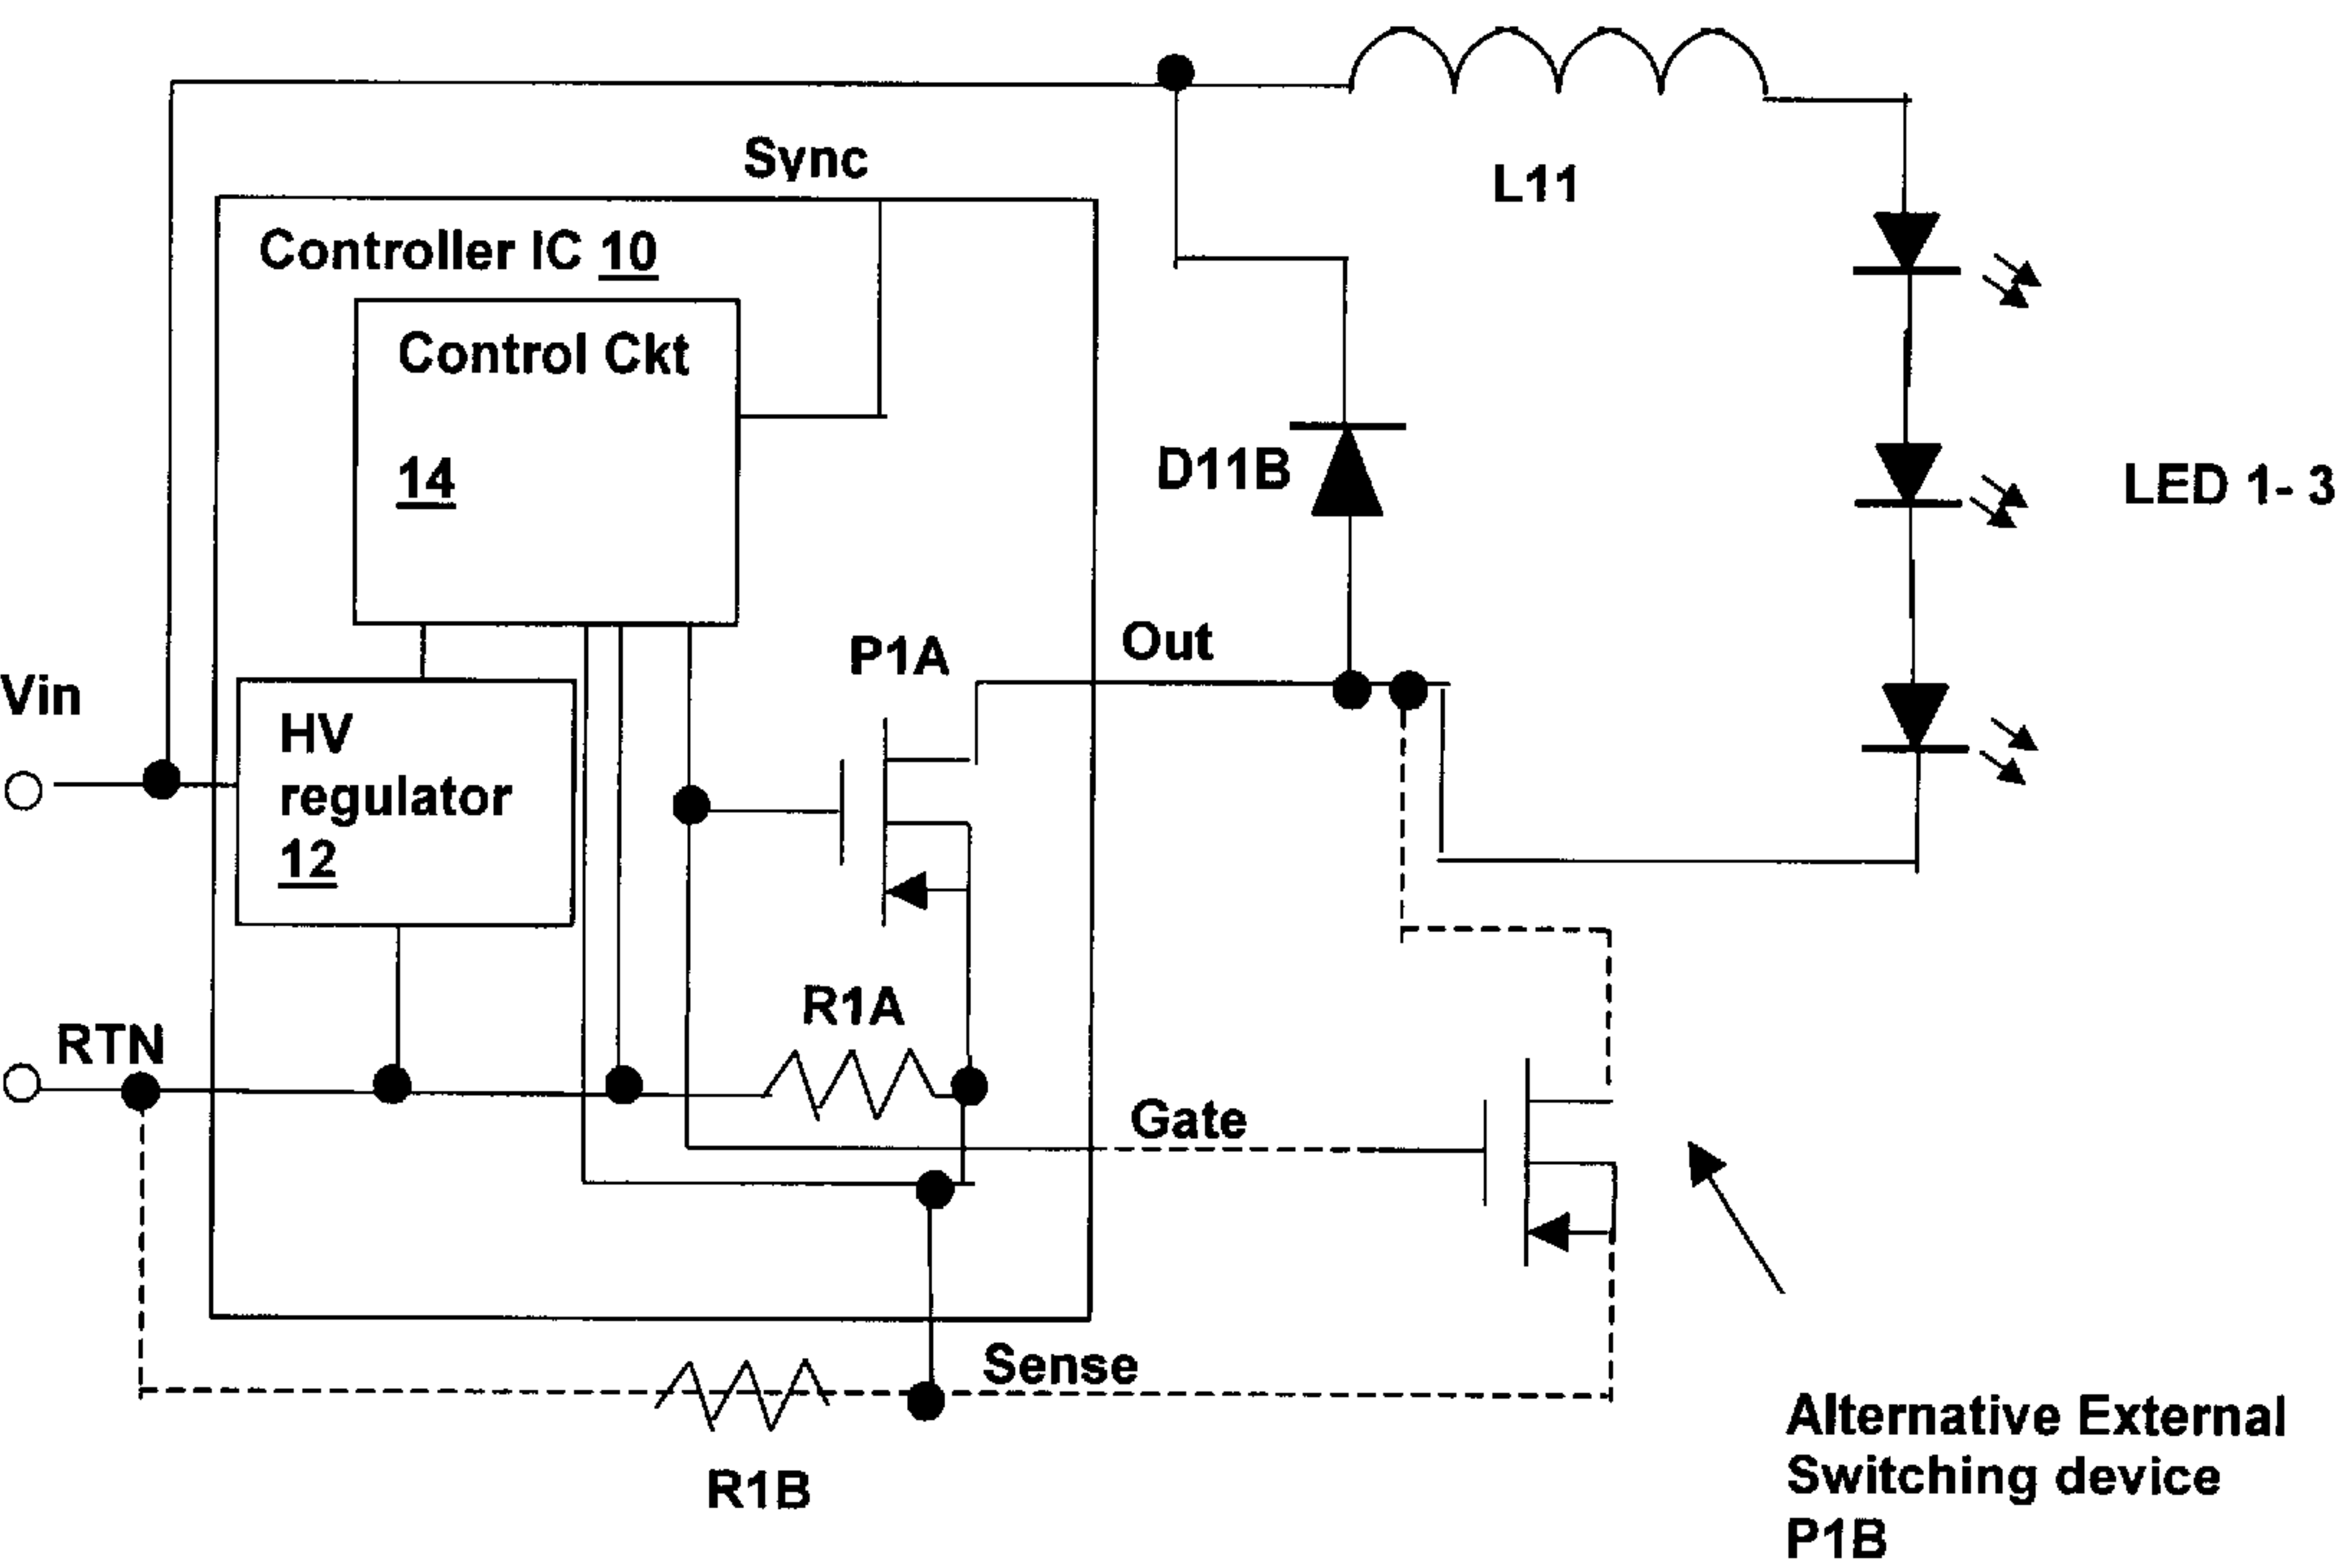 Sync
L11
Controller IC 10
Control Ckt
14
D11B
LED 1- 3
Out
P1A
Vin
HV
regulator
12
R1A
RTN
Gate
Sense
R1B
Alternative External
Switching device
P1B